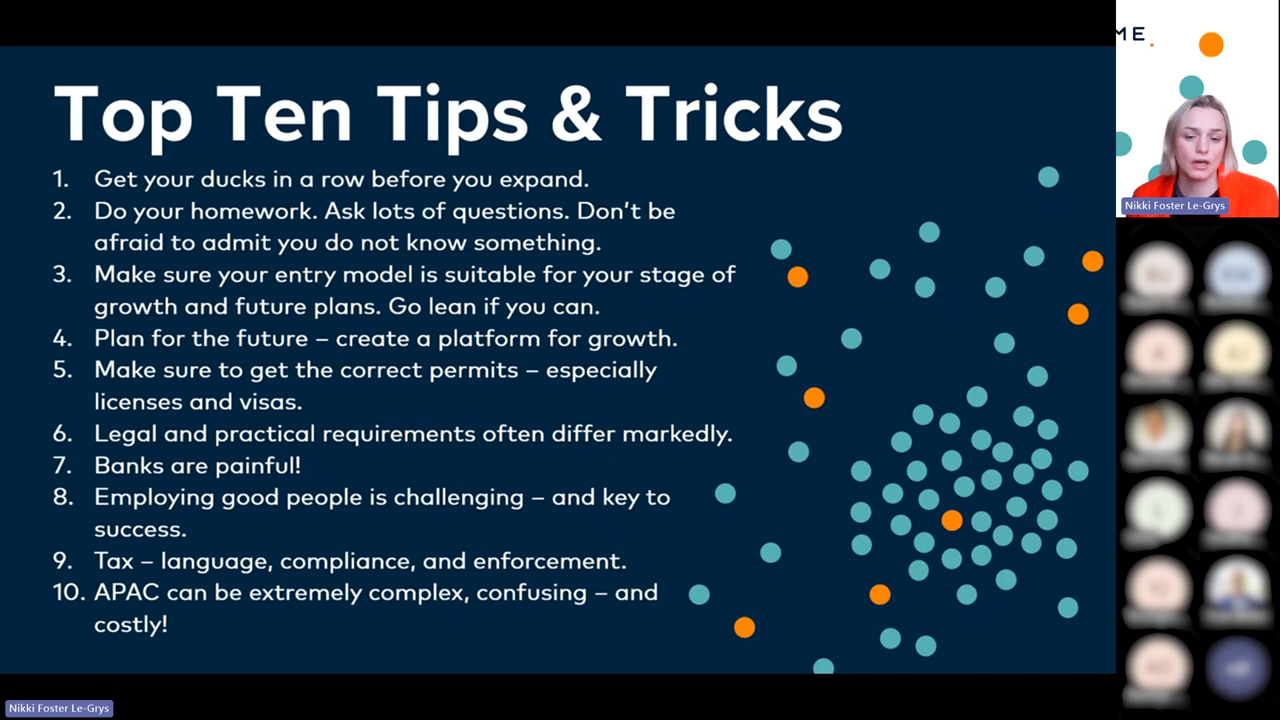 Top Ten Tips & Tricks
1. Get your ducks in a row before you expand.
2. Do your homework. Ask lots of questions. Don't be
afraid to admit you do not know something.
3. Make sure your entry model is suitable for your stage of
growth and future plans. Go lean if you can.
4. Plan for the future – create a platform for growth.
5. Make sure to get the correct permits – especially
licenses and visas.
6. Legal and practical requirements often differ markedly.
7. Banks are painful!
8. Employing good people is challenging – and key to
success.
9. Tax – language, compliance, and enforcement.
10. APAC can be extremely complex, confusing – and
costly!
ME.
Nikki Foster Le-Grys
Nikki Foster Le-Grys